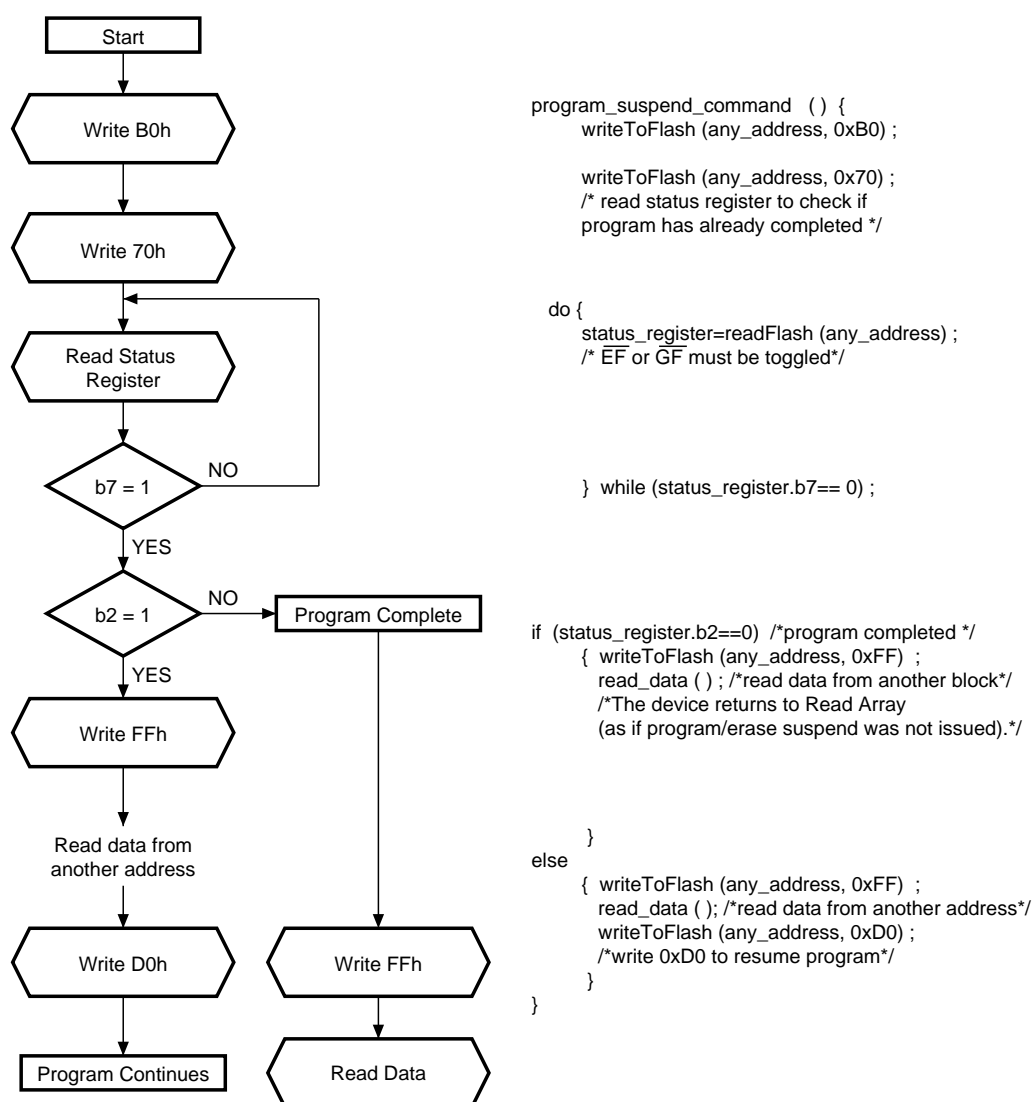 Start
Write B0h
Write 70h
Read Status
Register
b7 = 1
NO
YES
b2 = 1
NO
Program Complete
YES
Write FFh
Read data from
another address
Write D0h
Write FFh
Program Continues
Read Data
program_suspend_command ( ) {
writeToFlash (any_address, 0xB0) ;
writeToFlash (any_address, 0x70) ;
/* read status register to check if
program has already completed */
do {
status_register=readFlash (any_address) ;
/* E̅F̅ or G̅F̅ must be toggled*/
} while (status_register.b7== 0) ;
if (status_register.b2==0) /*program completed */
{ writeToFlash (any_address, 0xFF) ;
read_data ( ) ; /*read data from another block*/
/*The device returns to Read Array
(as if program/erase suspend was not issued).*/
}
else
{ writeToFlash (any_address, 0xFF) ;
read_data ( ); /*read data from another address*/
writeToFlash (any_address, 0xD0) ;
/*write 0xD0 to resume program*/
}
}